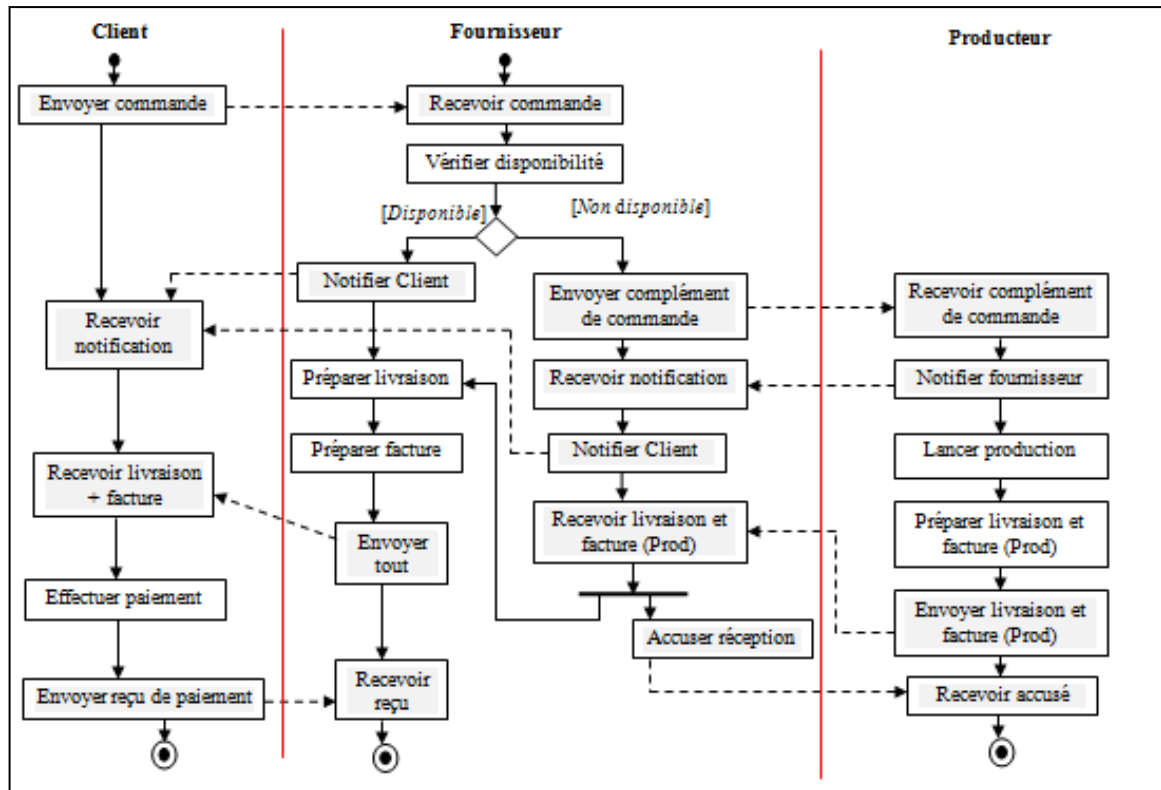 Client
Fournisseur
Producteur
Envoyer commande
Recevoir commande
Vérifier disponibilité
[Disponible]
[Non disponible]
Notifier Client
Envoyer complément
de commande
Recevoir complément
de commande
Recevoir
notification
Préparer livraison
Recevoir notification
Notifier fournisseur
Préparer facture
Notifier Client
Lancer production
Recevoir livraison
+ facture
Envoyer
tout
Recevoir livraison et
facture (Prod)
Préparer livraison et
facture (Prod)
Effectuer paiement
Accuser réception
Envoyer livraison et
facture (Prod)
Envoyer reçu de paiement
Recevoir
reçu
Recevoir accusé